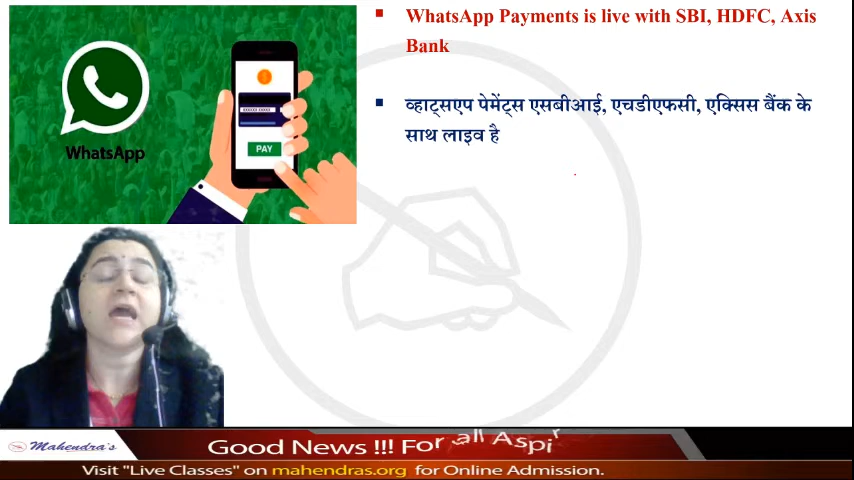 WhatsApp Payments is live with SBI, HDFC, Axis
Bank
व्हाट्सएप पेमेंट्स एसबीआई, एचडीएफसी, एक्सिस बैंक के
साथ लाइव है
WhatsApp
PAY
Mahendra's
Good News !!! For all Aspir
Visit "Live Classes" on mahendras.org for Online Admission.